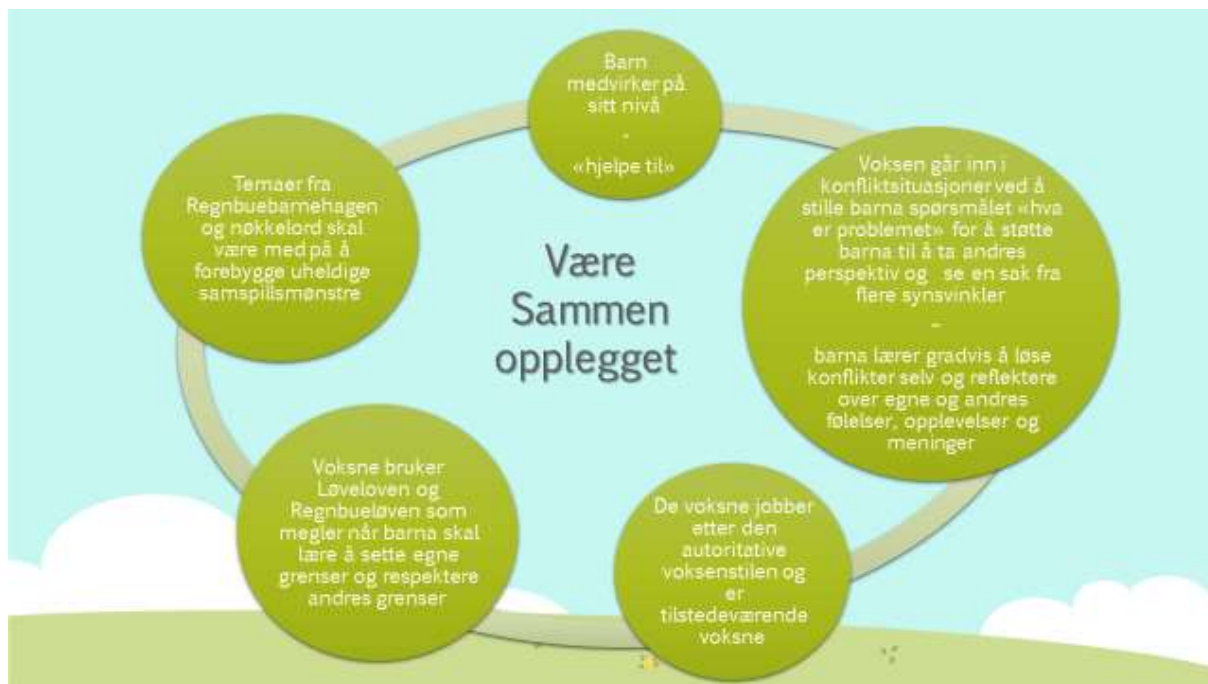 Være
Sammen
opplegget
Barn
medvirker på
sitt nivå
-
«hjelpe til»
Voksen går inn i
konfliktsituasjoner ved å
stille barna spørsmålet «hva
er problemet» for å støtte
barna til å ta andres
perspektiv og  se en sak fra
flere synsvinkler
-
barna lærer gradvis å løse
konflikter selv og reflektere
over egne og andres
følelser, opplevelser og
meninger
De voksne jobber
etter den
autoritative
voksenstilen og
er
tilstedeværende
voksne
Voksne bruker
Løveloven og
Regnbueløven som
megler når barna skal
lære å sette egne
grenser og respektere
andres grenser
Temaer fra
Regnbuebarnehagen
og nøkkelord skal
være med på å
forebygge uheldige
samspillsmønstre